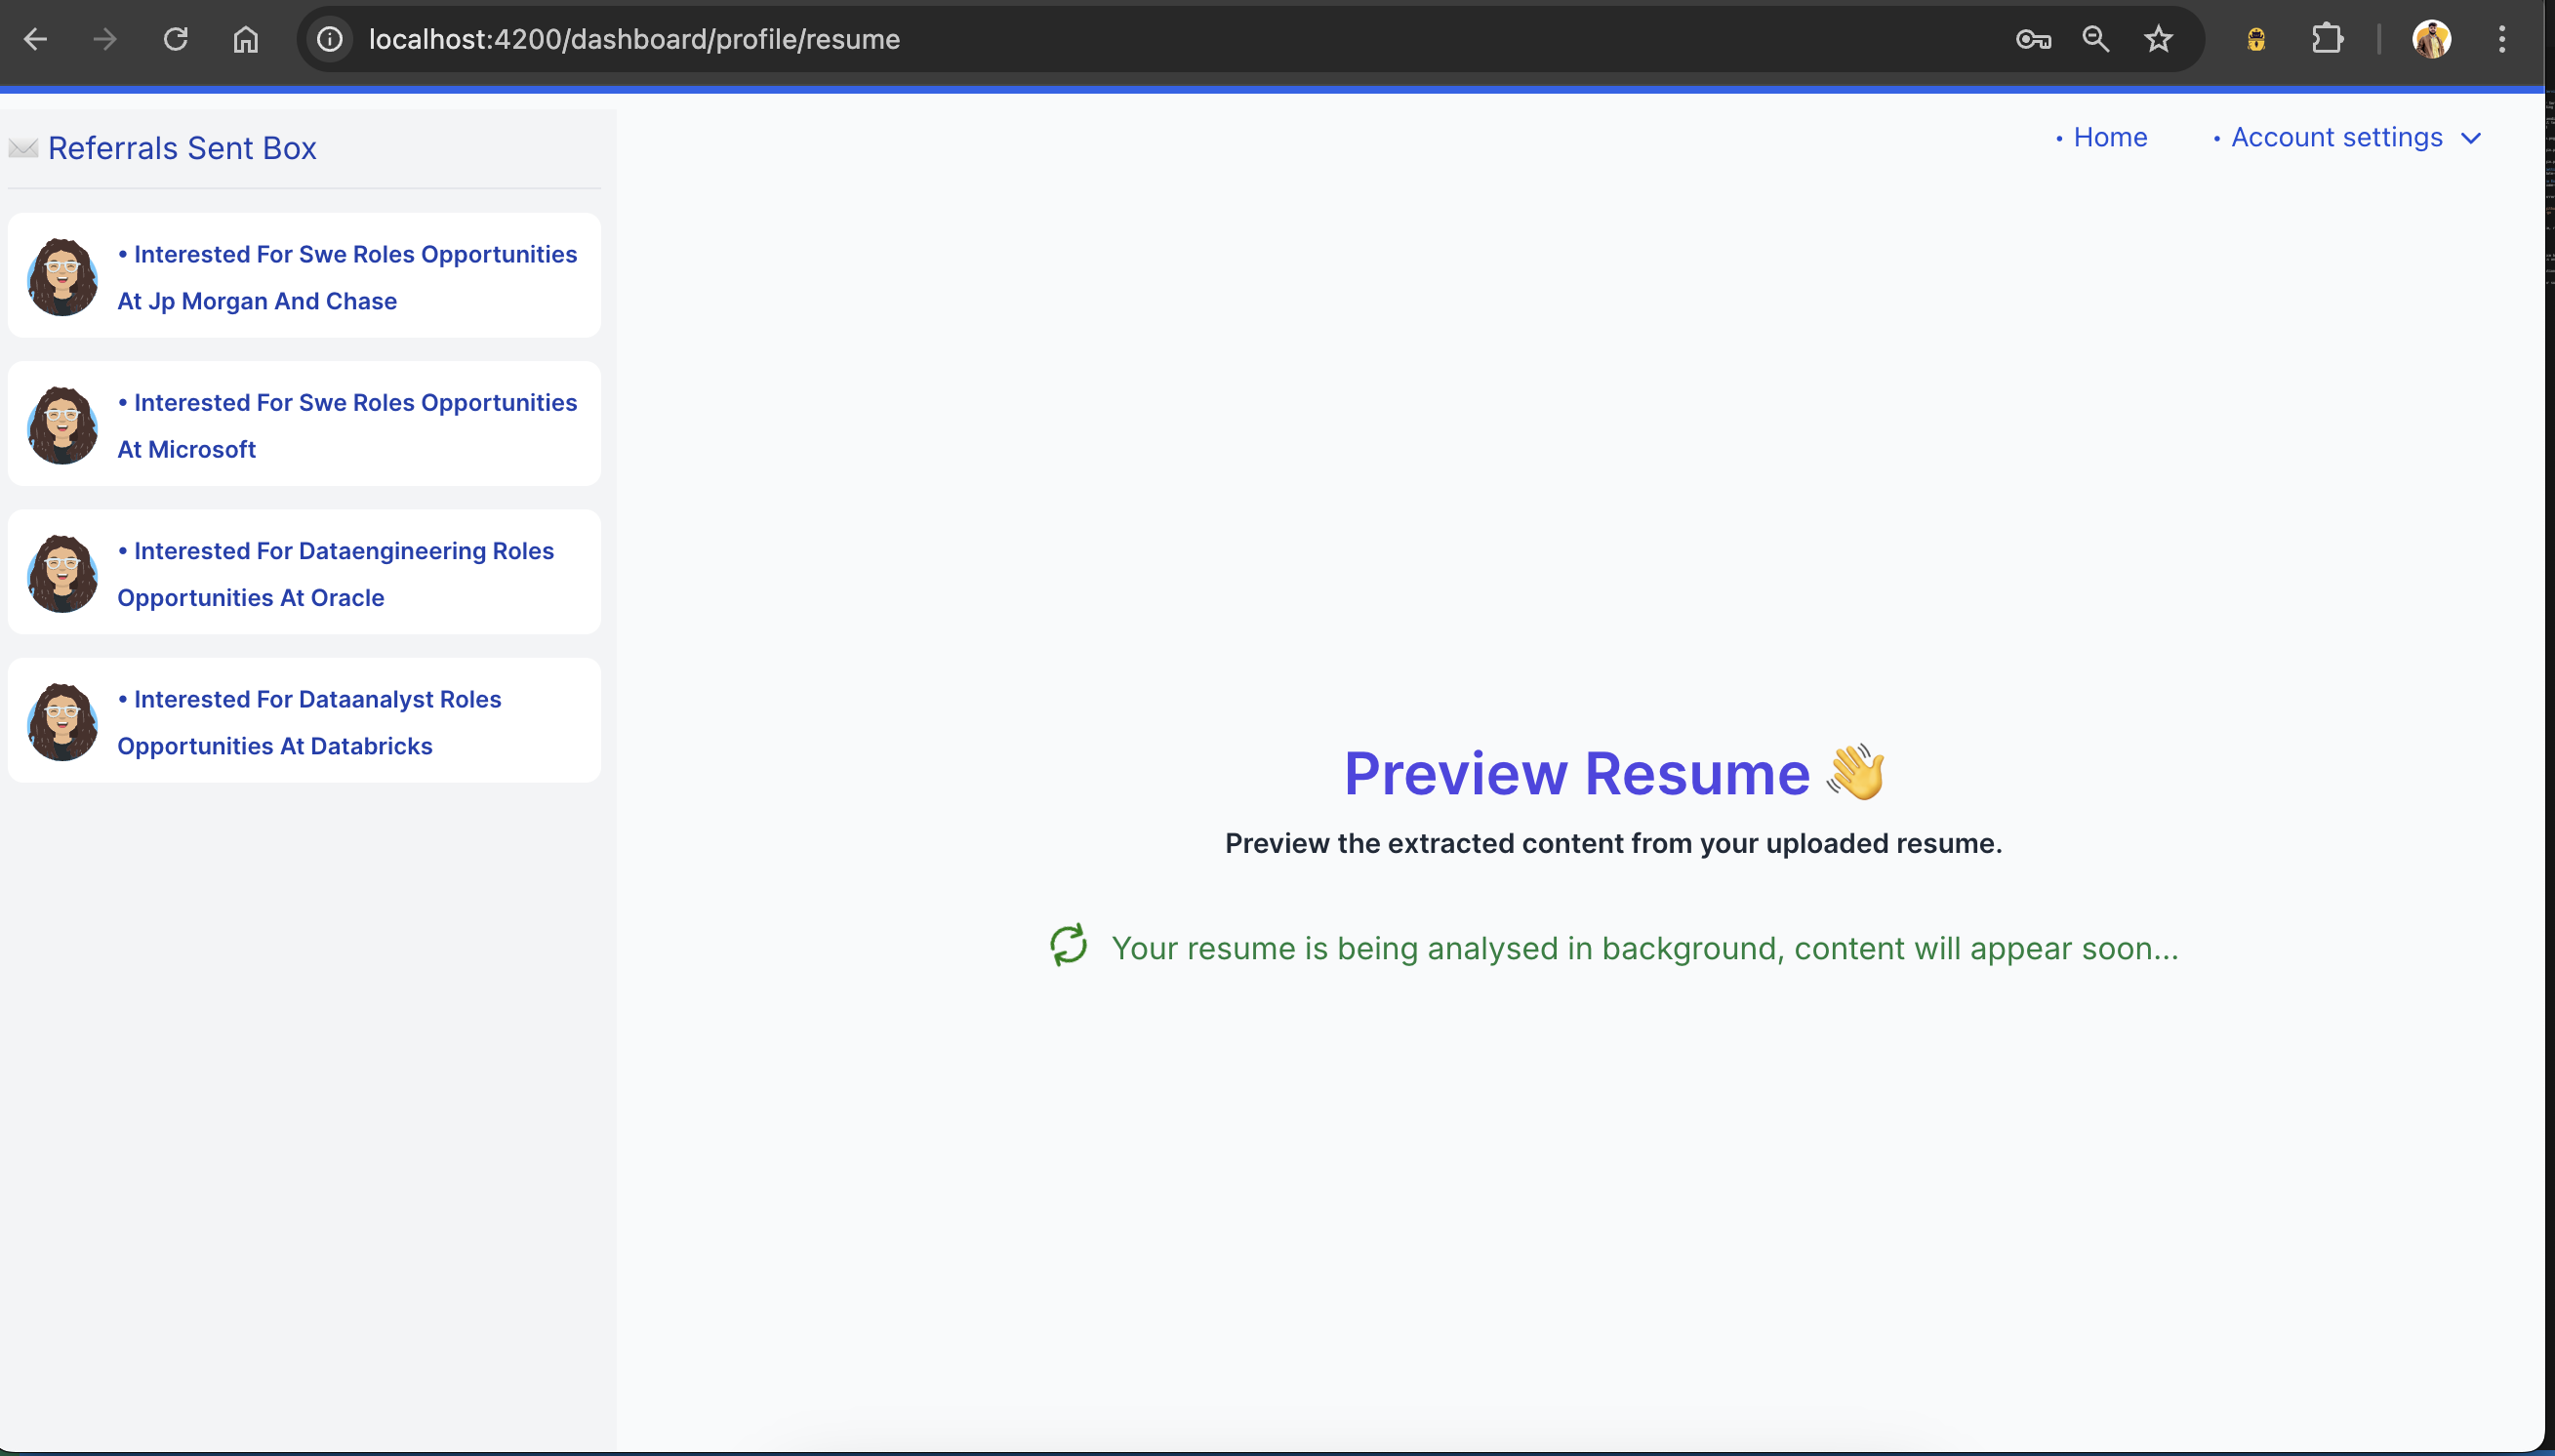 localhost:4200/dashboard/profile/resume
Referrals Sent Box
• Home
• Account settings
• Interested For Swe Roles Opportunities
At Jp Morgan And Chase
• Interested For Swe Roles Opportunities
At Microsoft
• Interested For Dataengineering Roles
Opportunities At Oracle
• Interested For Dataanalyst Roles
Opportunities At Databricks
Preview Resume 👋
Preview the extracted content from your uploaded resume.
Your resume is being analysed in background, content will appear soon...